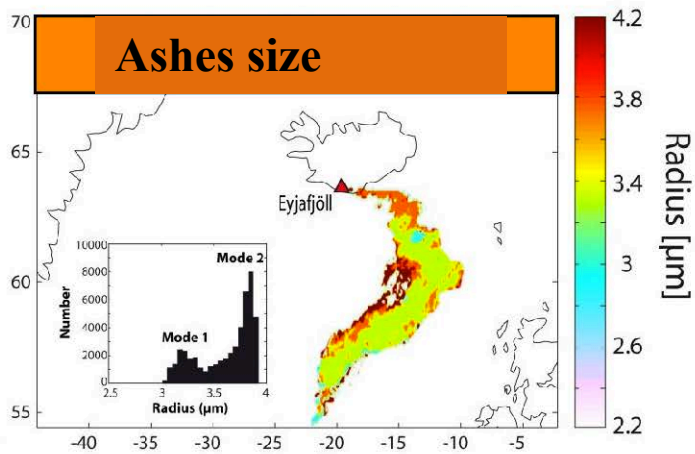 Ashes size
70
65
60
55
-40 -35 -30 -25 -20 -15 -10 -5
Eyjafjöll
Number
10000
8000
6000
4000
2000
0
Mode 1
Mode 2
2.5 3 3.5 4
Radius (µm)
4.2
3.8
3.4
3
2.6
2.2
Radius [µm]